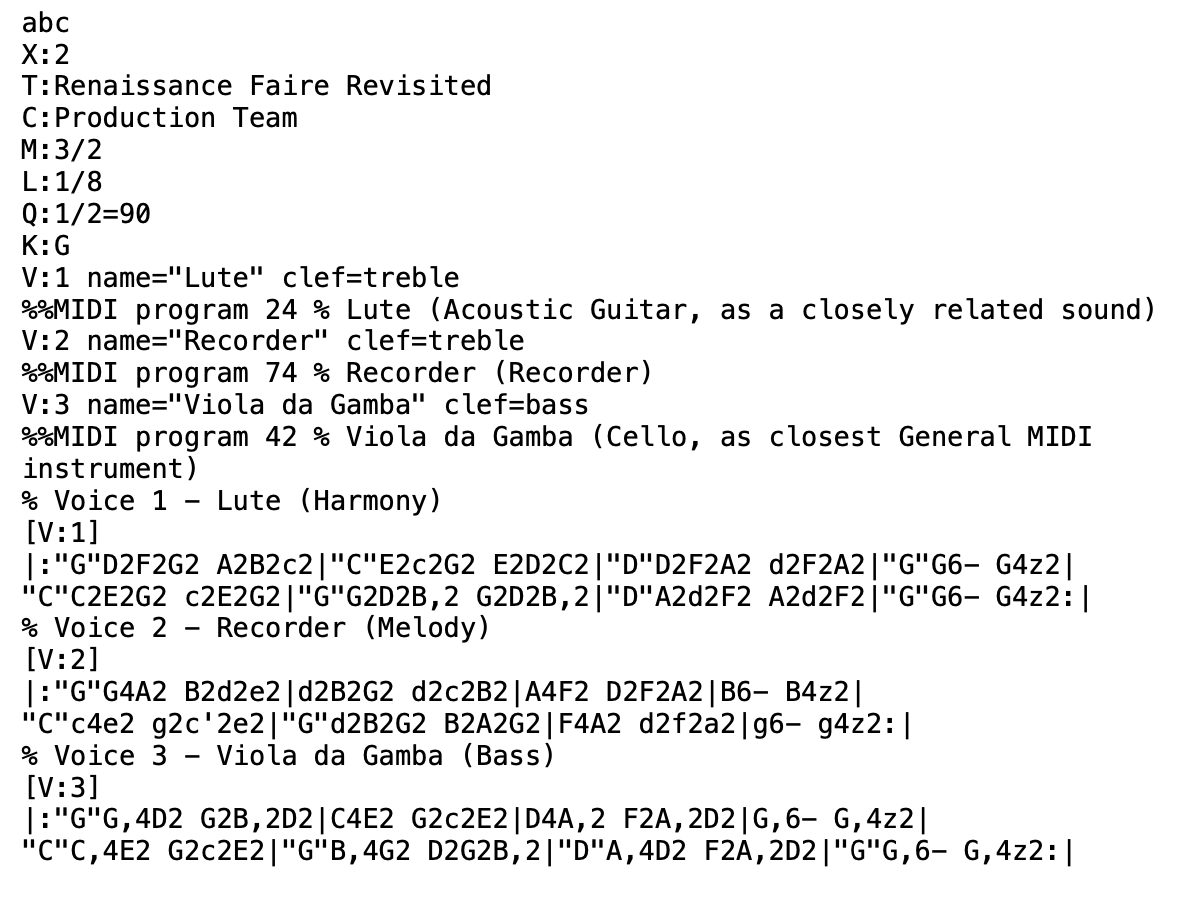 abc
X:2
T:Renaissance Faire Revisited
C:Production Team
M:3/2
L:1/8
Q:1/2=90
K:G
V:1 name="Lute" clef=treble
%%MIDI program 24 % Lute (Acoustic Guitar, as a closely related sound)
V:2 name="Recorder" clef=treble
%%MIDI program 74 % Recorder (Recorder)
V:3 name="Viola da Gamba" clef=bass
%%MIDI program 42 % Viola da Gamba (Cello, as closest General MIDI
instrument)
% Voice 1 – Lute (Harmony)
[V:1]
|:"G"D2F2G2 A2B2c2|"C"E2c2G2 E2D2C2|"D"D2F2A2 d2F2A2|"G"G6– G4z2|
"C"C2E2G2 c2E2G2|"G"G2D2B,2 G2D2B,2|"D"A2d2F2 A2d2F2|"G"G6– G4z2:|
% Voice 2 – Recorder (Melody)
[V:2]
|:"G"G4A2 B2d2e2|d2B2G2 d2c2B2|A4F2 D2F2A2|B6– B4z2|
"C"c4e2 g2c'2e2|"G"d2B2G2 B2A2G2|F4A2 d2f2a2|g6– g4z2:|
% Voice 3 – Viola da Gamba (Bass)
[V:3]
|:"G"G,4D2 G2B,2D2|C4E2 G2c2E2|D4A,2 F2A,2D2|G,6– G,4z2|
"C"C,4E2 G2c2E2|"G"B,4G2 D2G2B,2|"D"A,4D2 F2A,2D2|"G"G,6– G,4z2:|